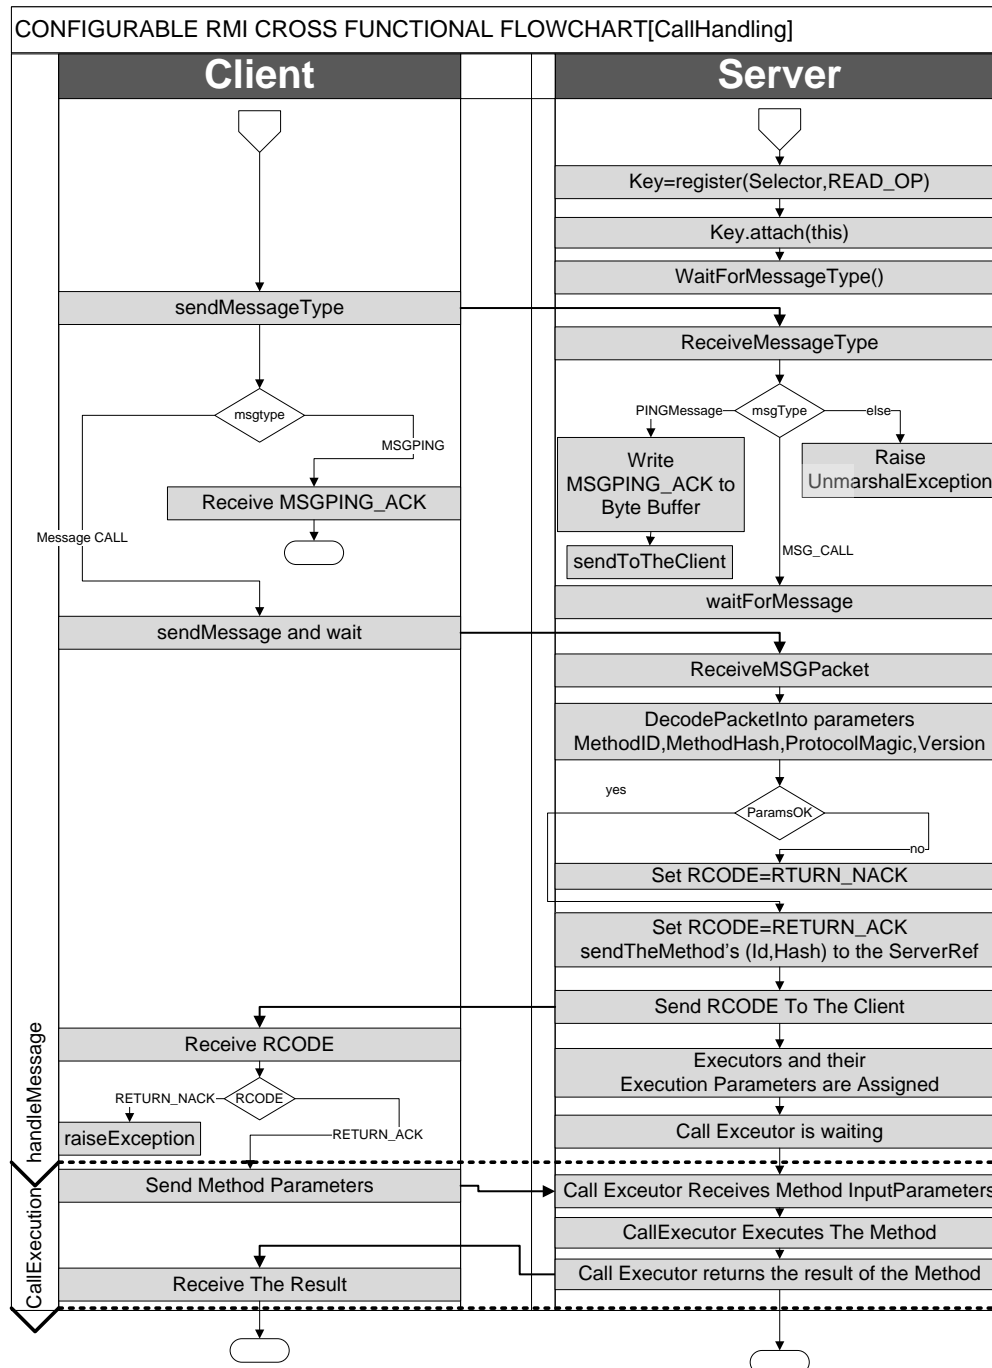 CONFIGURABLE RMI CROSS FUNCTIONAL FLOWCHART[CallHandling]
Client
Server
Key=register(Selector,READ_OP)
Key.attach(this)
WaitForMessageType()
sendMessageType
ReceiveMessageType
msgtype
PINGMessage
msgType
else
MSGPING
Write
MSGPING_ACK to
Byte Buffer
Raise
UnmarshalException
Receive MSGPING_ACK
Message CALL
MSG_CALL
sendToTheClient
waitForMessage
sendMessage and wait
ReceiveMSGPacket
DecodePacketInto parameters
MethodID,MethodHash,ProtocolMagic,Version
yes
ParamsOK
no
Set RCODE=RTURN_NACK
Set RCODE=RETURN_ACK
sendTheMethod's (Id,Hash) to the ServerRef
Send RCODE To The Client
Receive RCODE
Executors and their
Execution Parameters are Assigned
RETURN_NACK
RCODE
RETURN_ACK
raiseException
Call Exceutor is waiting
handleMessage
Send Method Parameters
Call Exceutor Receives Method InputParameters
CallExecutor Executes The Method
Call Executor returns the result of the Method
Receive The Result
CallExecution